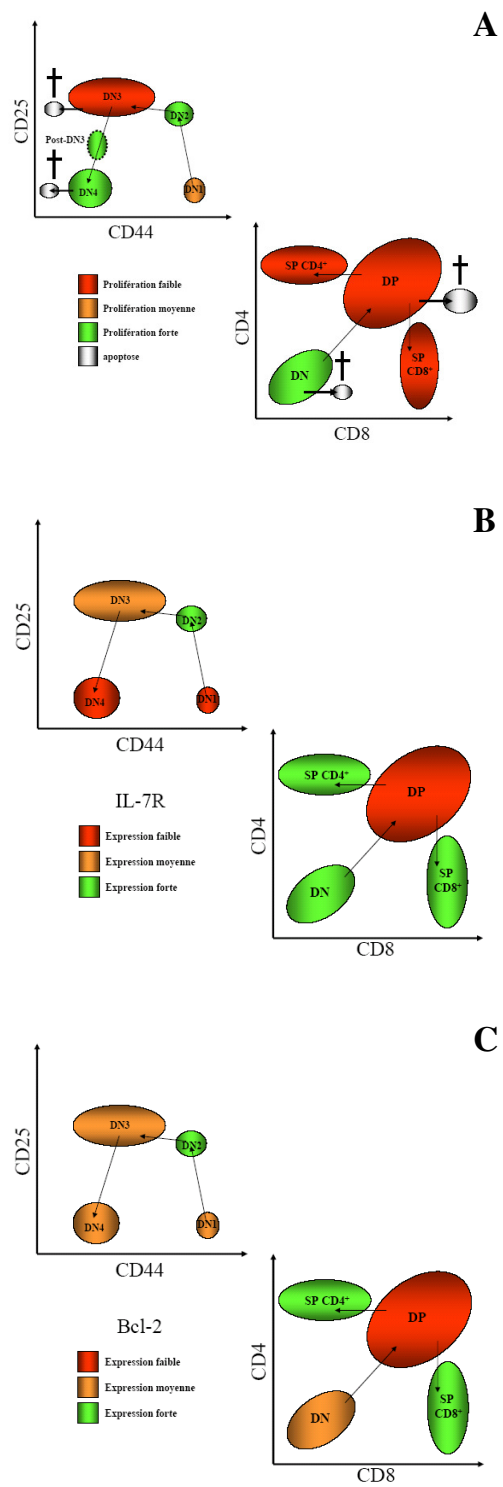 A
CD25
DN3
DN2
Post-DN3
DN4
DN1
CD44
Prolifération faible
Prolifération moyenne
Prolifération forte
apoptose
CD4
SP CD4⁺
DP
DN
SP
CD8⁺
CD8
B
CD25
DN3
DN2
DN4
DN1
CD44
IL-7R
Expression faible
Expression moyenne
Expression forte
CD4
SP CD4⁺
DP
DN
SP
CD8⁺
CD8
C
CD25
DN3
DN2
DN4
DN1
CD44
Bcl-2
Expression faible
Expression moyenne
Expression forte
CD4
SP CD4⁺
DP
DN
SP
CD8⁺
CD8